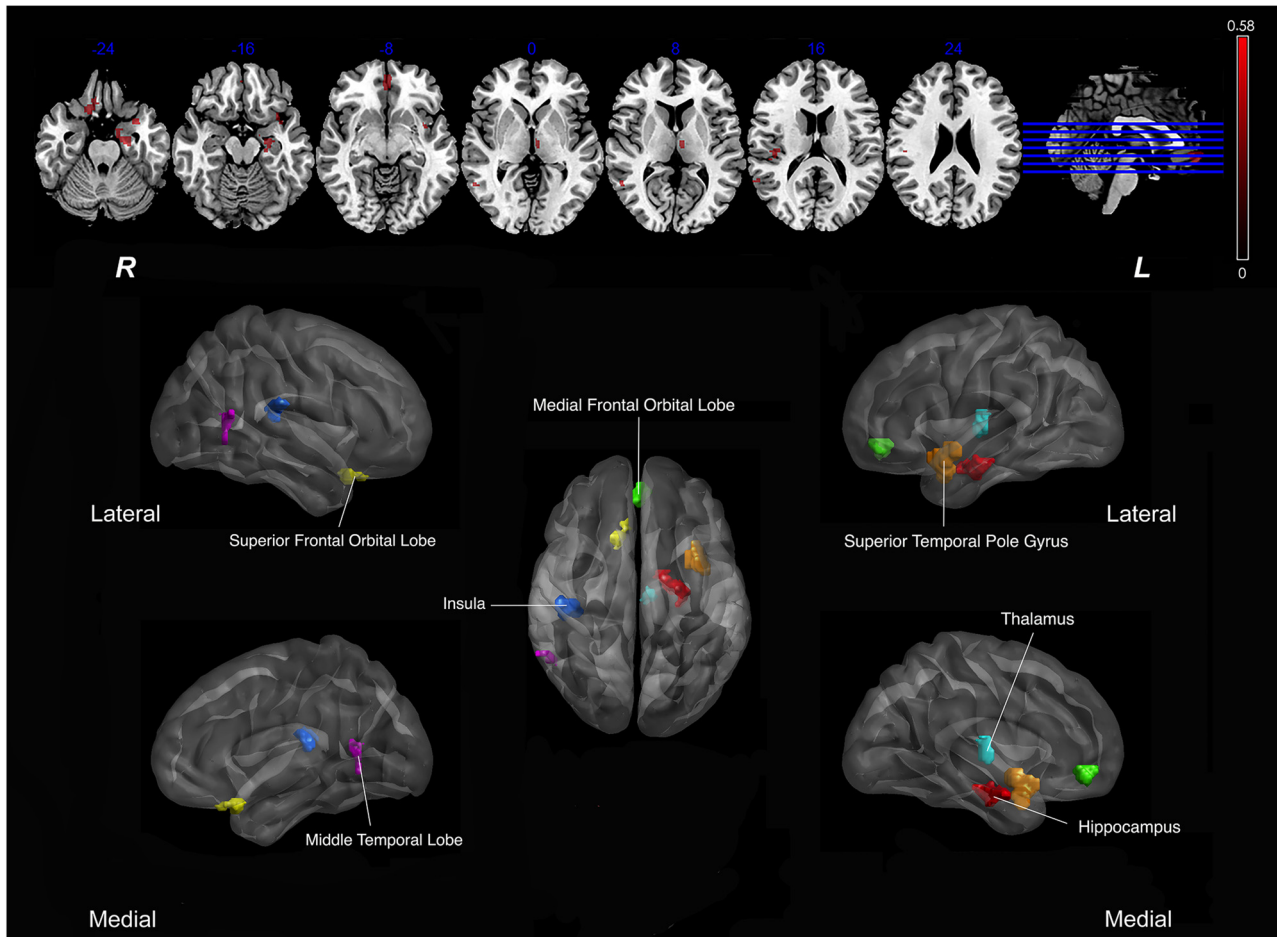 0.58
-24
-16
-8
0
8
16
24
0
R
L
Medial Frontal Orbital Lobe
Lateral
Lateral
Superior Frontal Orbital Lobe
Superior Temporal Pole Gyrus
Insula
Thalamus
Middle Temporal Lobe
Hippocampus
Medial
Medial